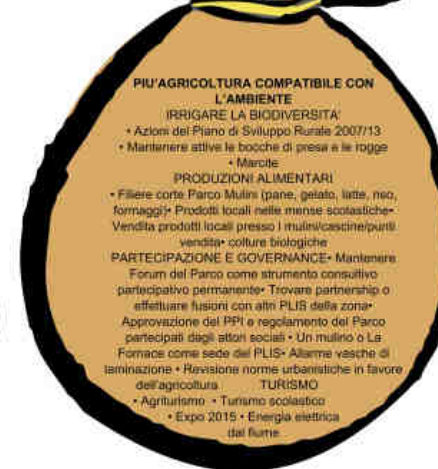 PIU'AGRICOLTURA COMPATIBILE CON
L'AMBIENTE
IRRIGARE LA BIODIVERSITA'
• Azioni del Piano di Sviluppo Rurale 2007/13
• Mantenere attive le bocche di presa e le rogge
• Marcite
PRODUZIONI ALIMENTARI
• Filiere corte Parco Mulini (pane, gelato, latte, riso,
formaggi)• Prodotti locali nelle mense scolastiche•
Vendita prodotti locali presso i mulini/cascine/punti
vendita• colture biologiche
PARTECIPAZIONE E GOVERNANCE• Mantenere
Forum del Parco come strumento consultivo
partecipativo permanente• Trovare partnership o
effettuare fusioni con altri PLIS della zona•
Approvazione del PPI e regolamento del Parco
partecipati dagli attori sociali • Un mulino o La
Fornace come sede del PLIS• Allarme vasche di
laminazione • Revisione norme urbanistiche in favore
dell'agricoltura TURISMO
• Agriturismo • Turismo scolastico
• Expo 2015 • Energia elettrica
dal fiume